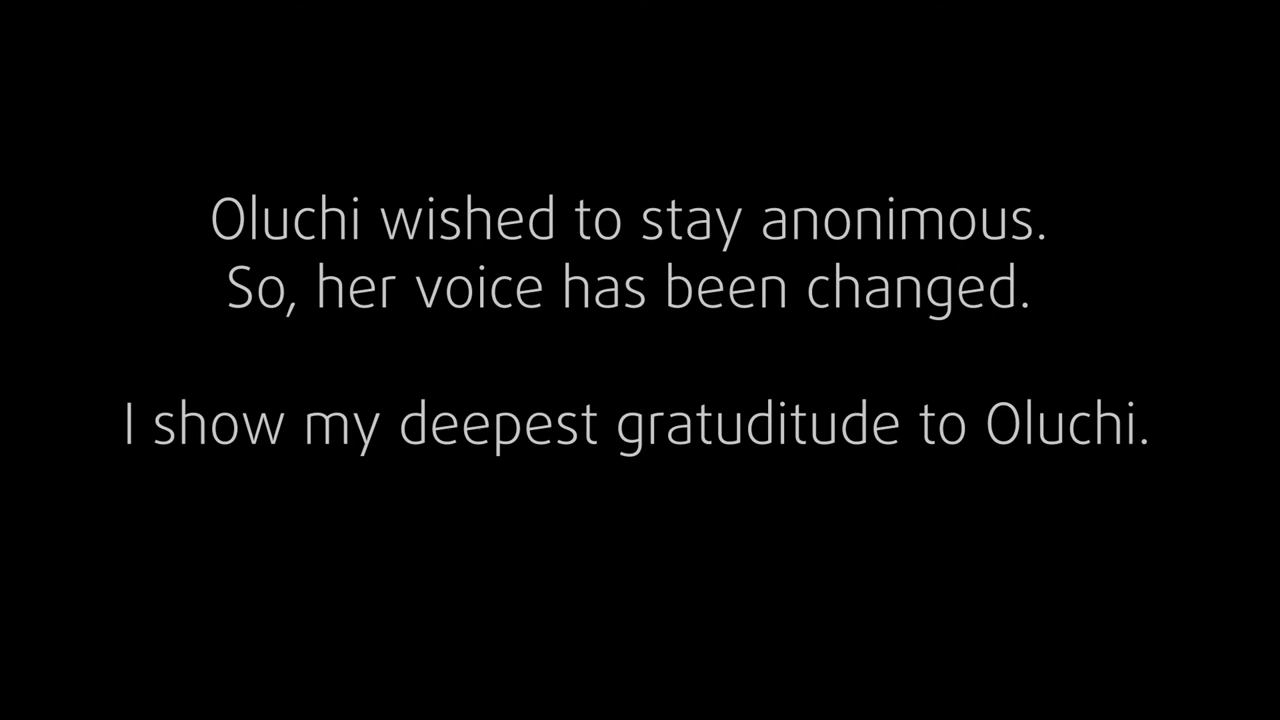 Oluchi wished to stay anonimous.
So, her voice has been changed.
I show my deepest gratuditude to Oluchi.